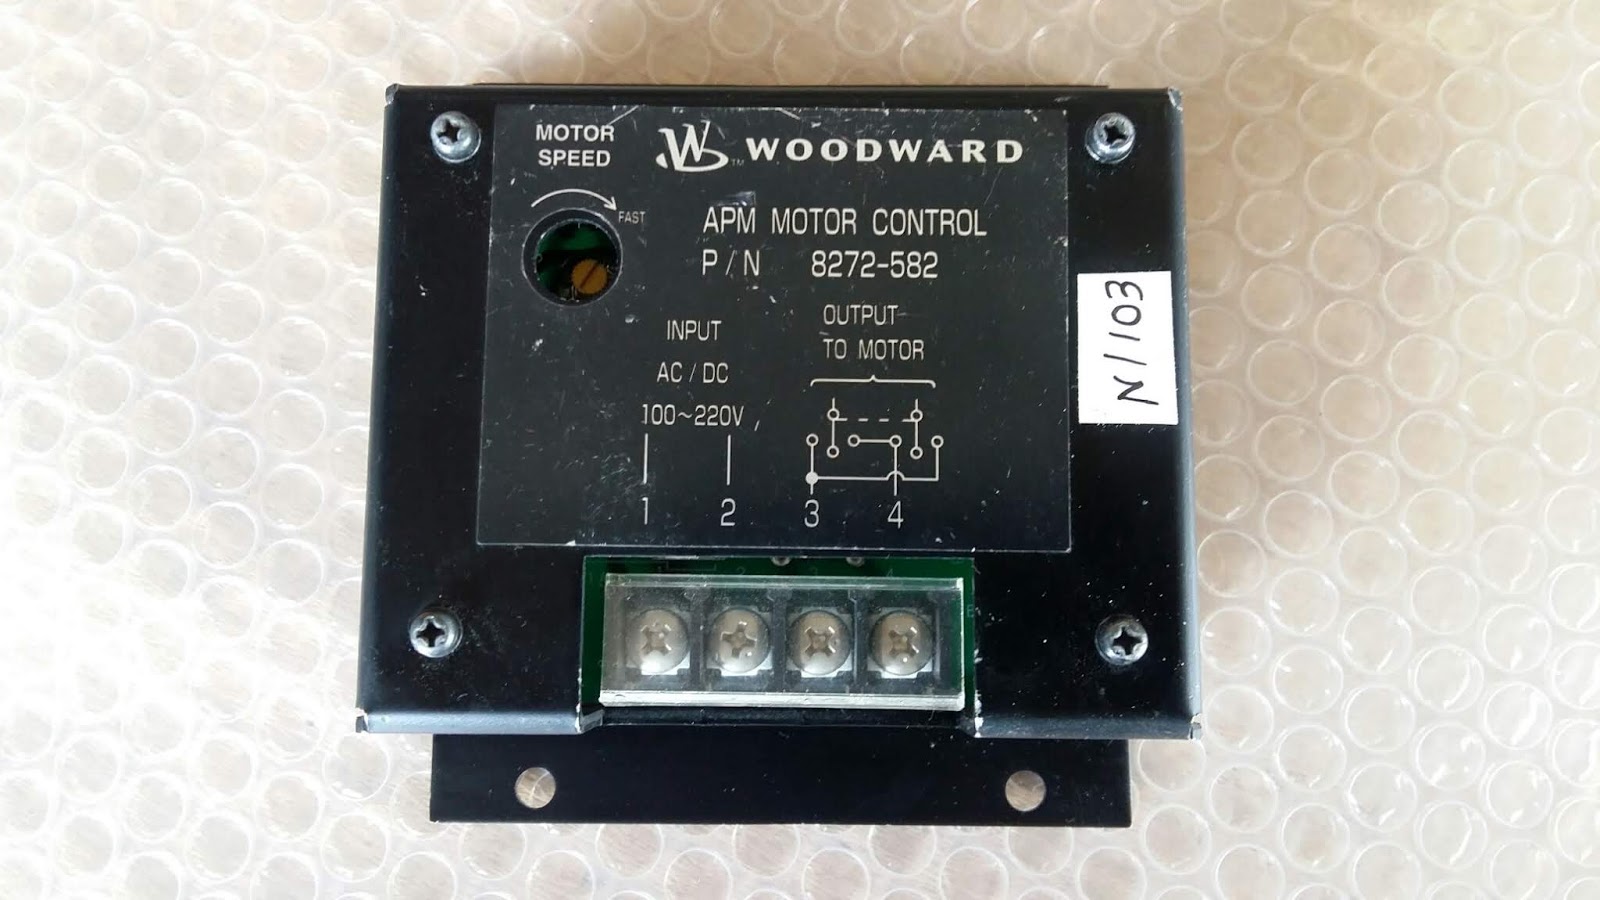 MOTOR
SPEED
FAST
W™ WOODWARD
APM MOTOR CONTROL
P/N 8272-582
INPUT
AC/DC
100~220V
OUTPUT
TO MOTOR
1 2 3 4
N/103